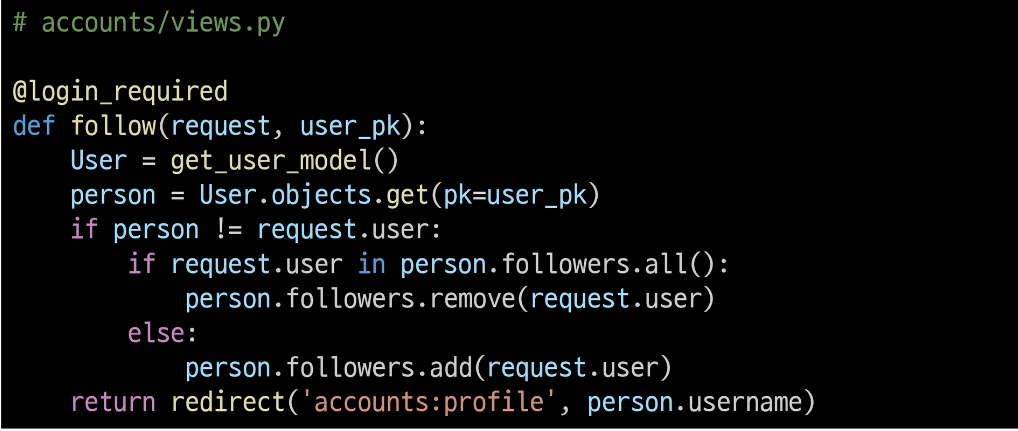 # accounts/views.py

@login_required
def follow(request, user_pk):
    User = get_user_model()
    person = User.objects.get(pk=user_pk)
    if person != request.user:
        if request.user in person.followers.all():
            person.followers.remove(request.user)
        else:
            person.followers.add(request.user)
    return redirect('accounts:profile', person.username)